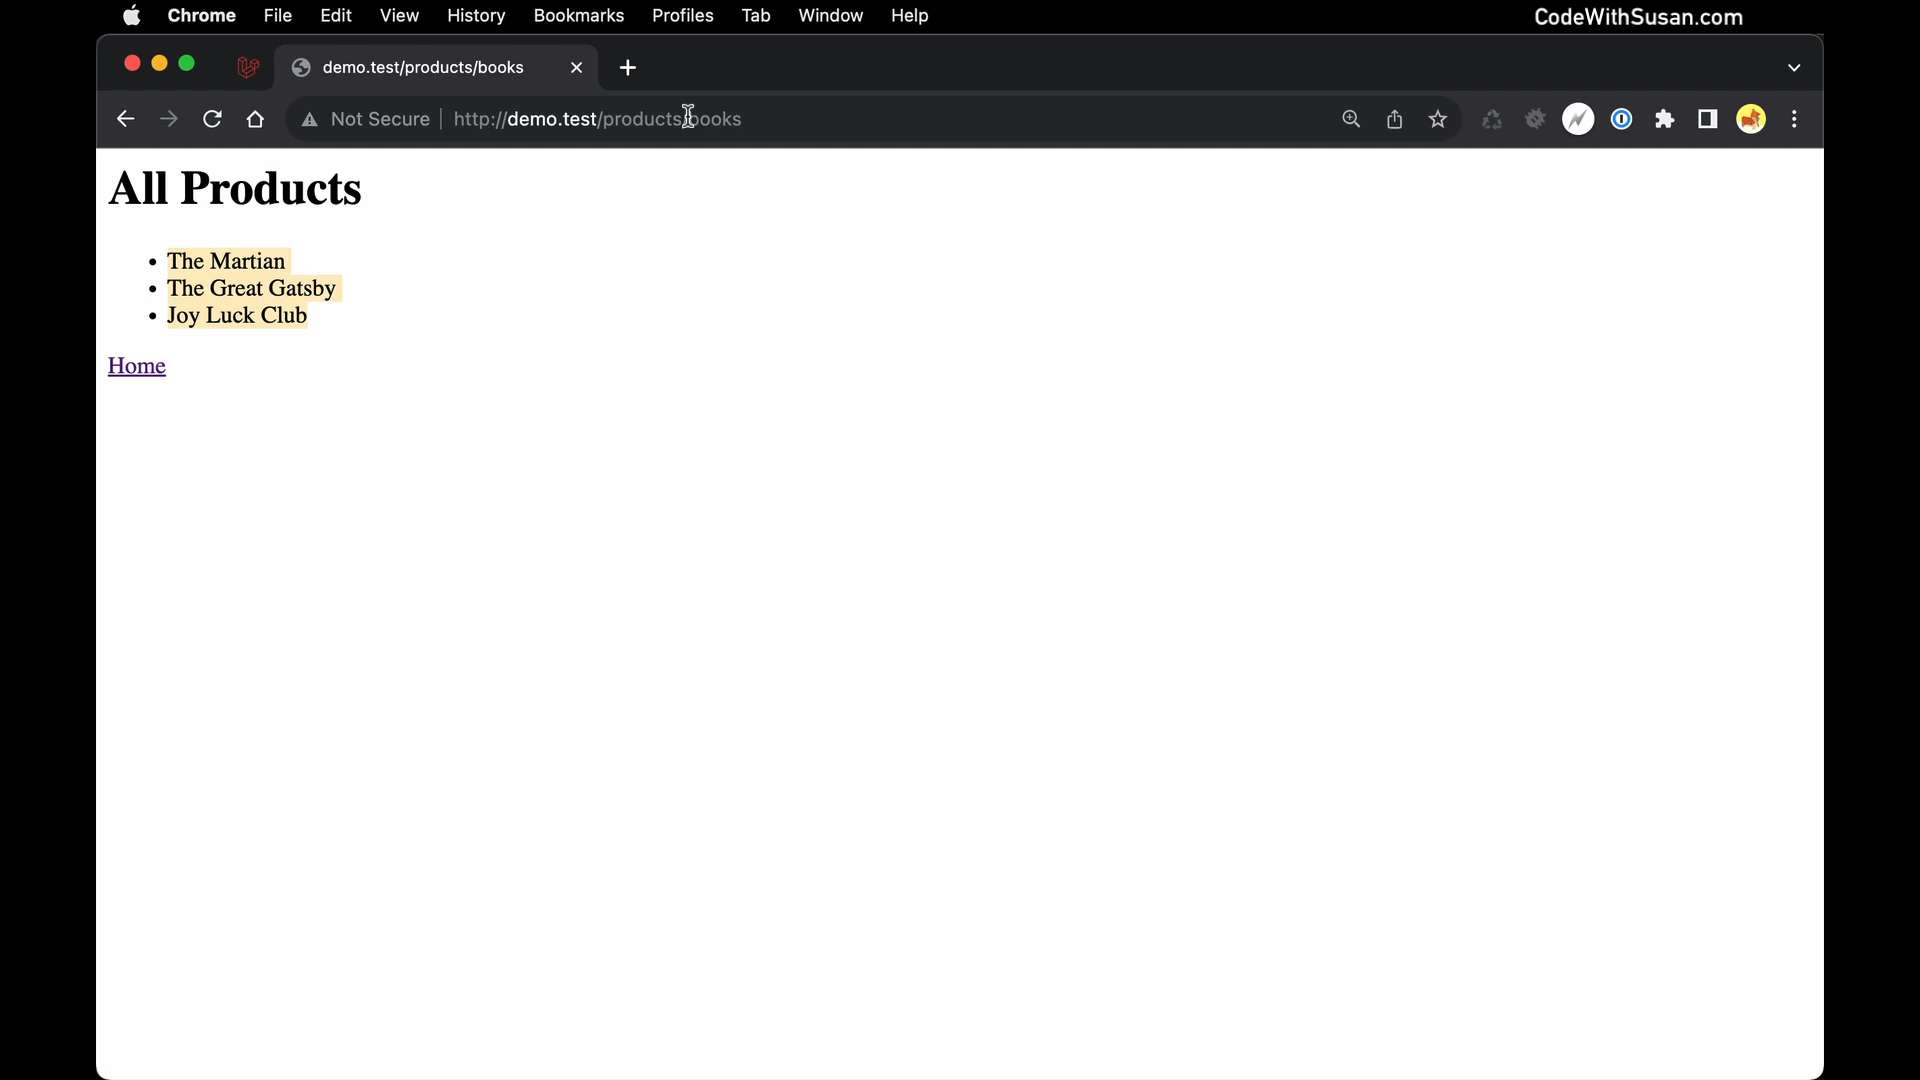 Chrome File Edit View History Bookmarks Profiles Tab Window Help CodeWithSusan.com
demo.test/products/books
Not Secure http://demo.test/products/books
All Products
The Martian
The Great Gatsby
Joy Luck Club
Home